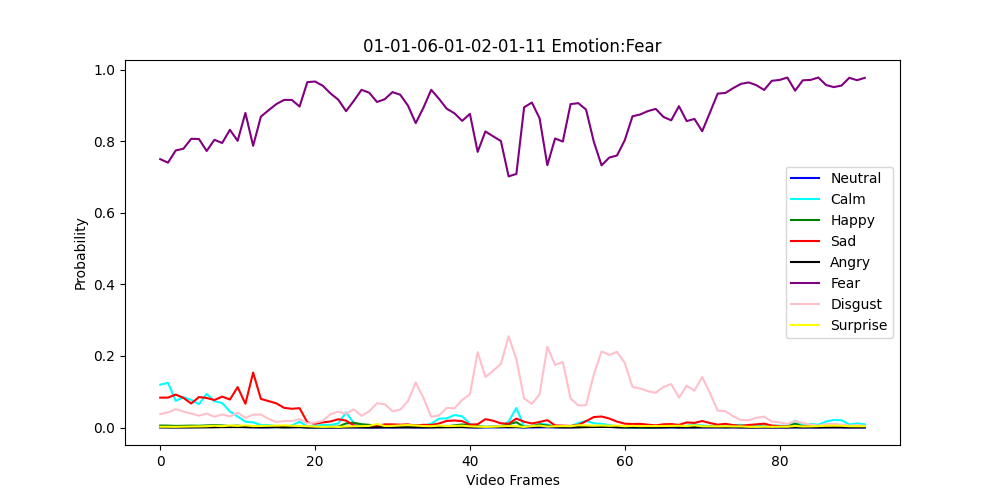 01-01-06-01-02-01-11 Emotion:Fear
Probability
1.0
0.8
0.6
0.4
0.2
0.0
Neutral
Calm
Happy
Sad
Angry
Fear
Disgust
Surprise
0 20 40 60 80
Video Frames